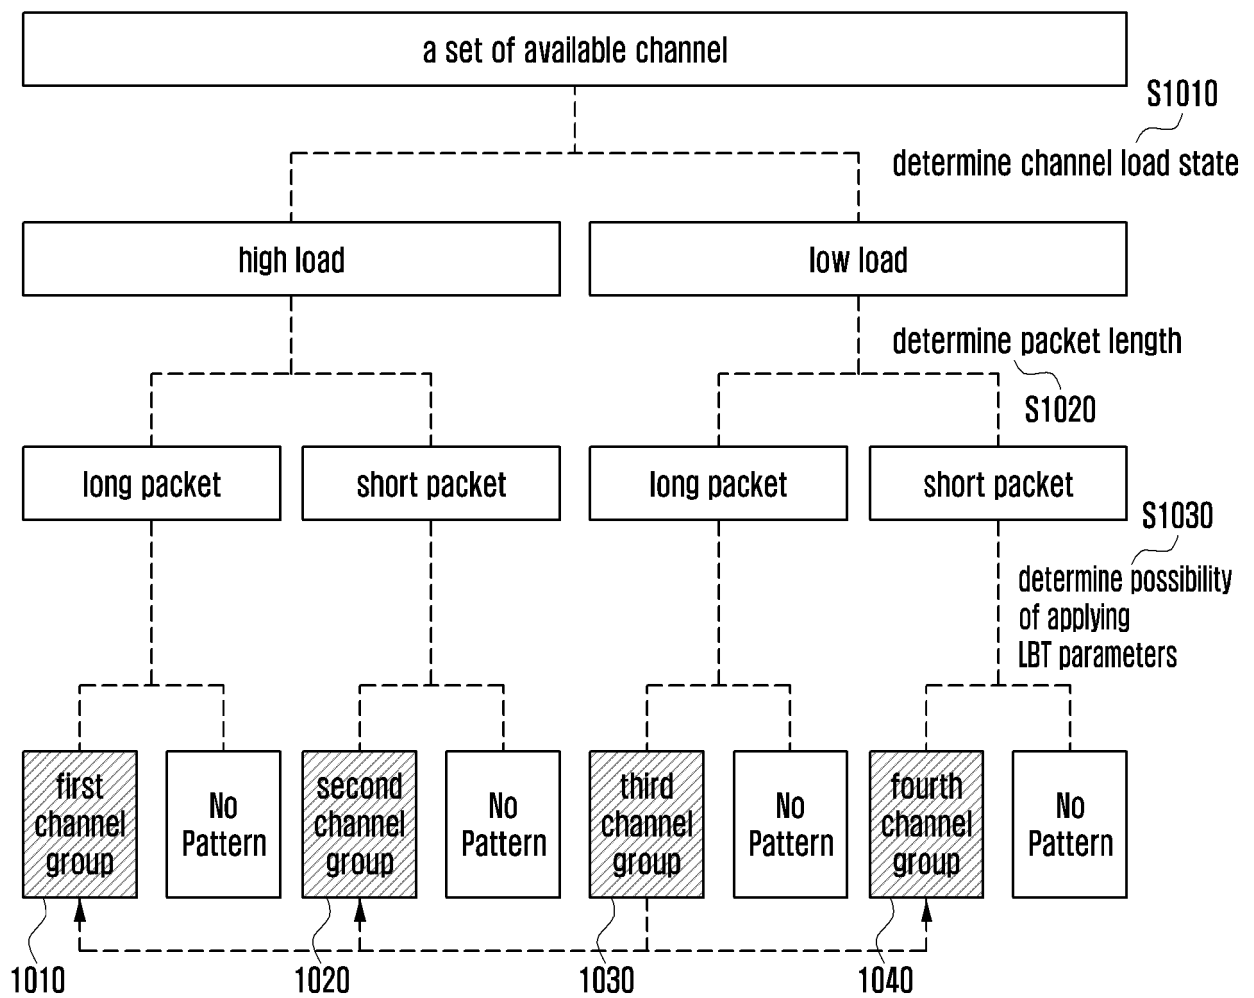 a set of available channel
S1010
determine channel load state
high load
low load
determine packet length
S1020
long packet
short packet
long packet
short packet
S1030
determine possibility
of applying
LBT parameters
first
channel
group
No
Pattern
second
channel
group
No
Pattern
third
channel
group
No
Pattern
fourth
channel
group
No
Pattern
1010
1020
1030
1040